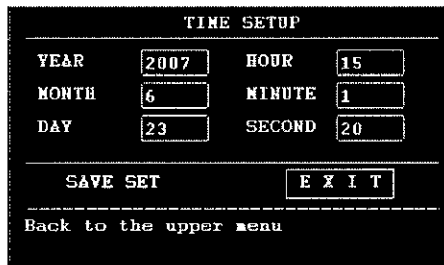 TIME SETUP
YEAR 2007 HOUR 15
MONTH 6 MINUTE 1
DAY 23 SECOND 20
SAVE SET E X I T
Back to the upper menu